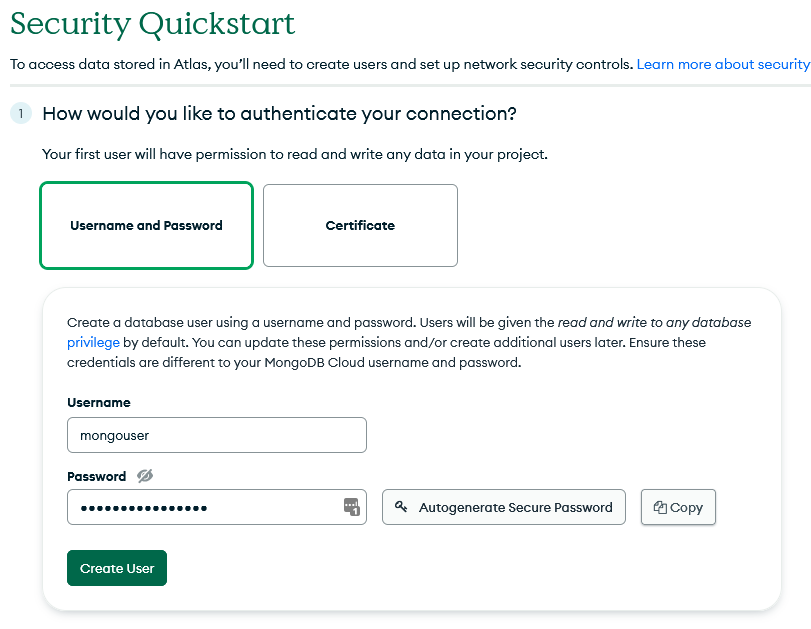 Security Quickstart
To access data stored in Atlas, you'll need to create users and set up network security controls. Learn more about security
1 How would you like to authenticate your connection?
Your first user will have permission to read and write any data in your project.
Username and Password Certificate
Create a database user using a username and password. Users will be given the read and write to any database
privilege by default. You can update these permissions and/or create additional users later. Ensure these
credentials are different to your MongoDB Cloud username and password.
Username
mongouser
Password
•••••••••••••••• 1 Autogenerate Secure Password Copy
Create User